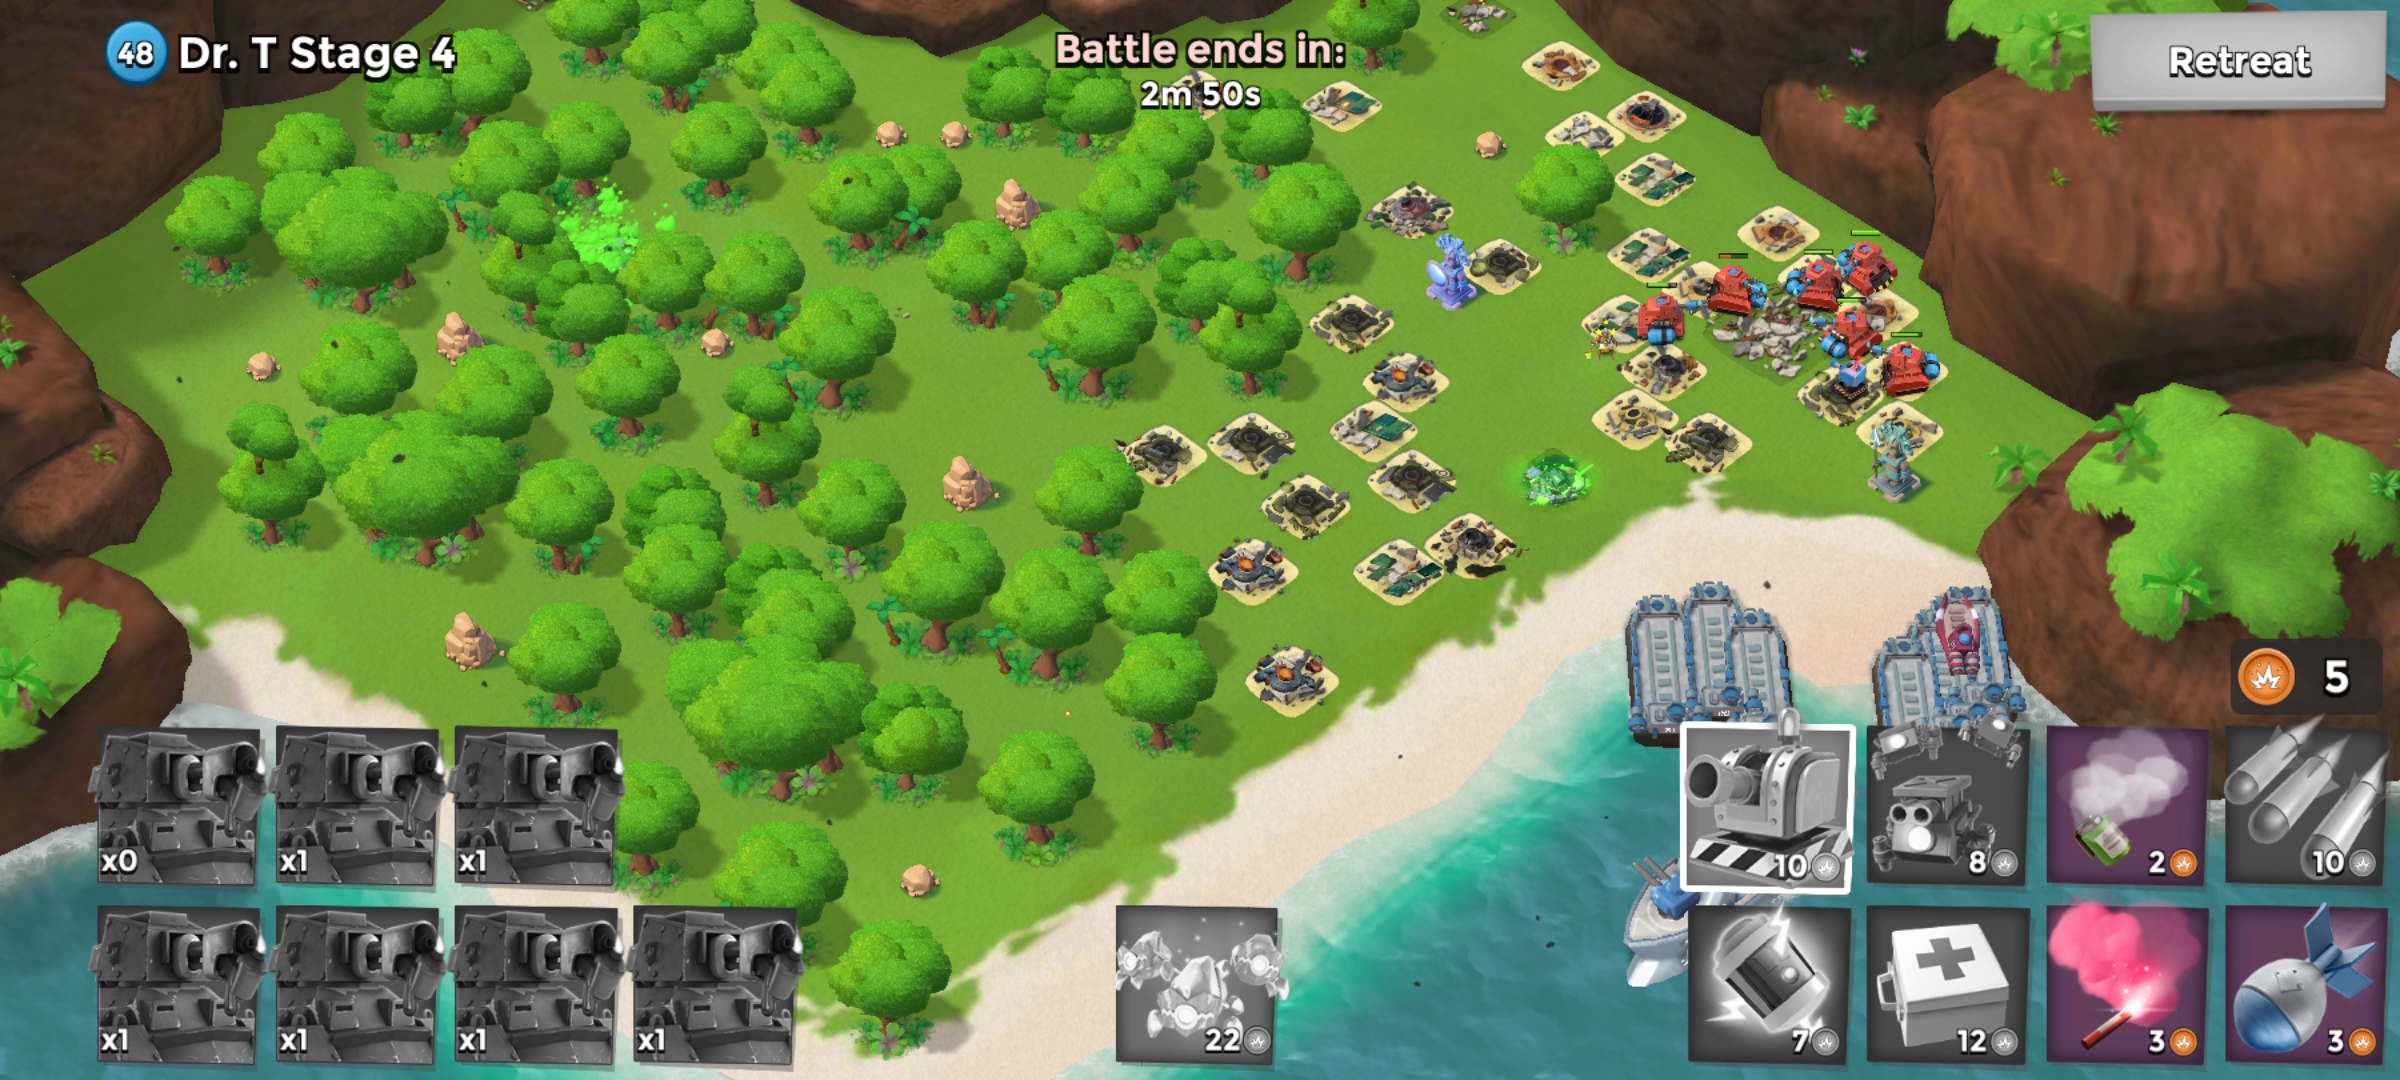 48 Dr. T Stage 4
Battle ends in:
2m 50s
Retreat
5
x0
x1
x1
10
8
2
10
x1
x1
x1
x1
22
7
12
3
3